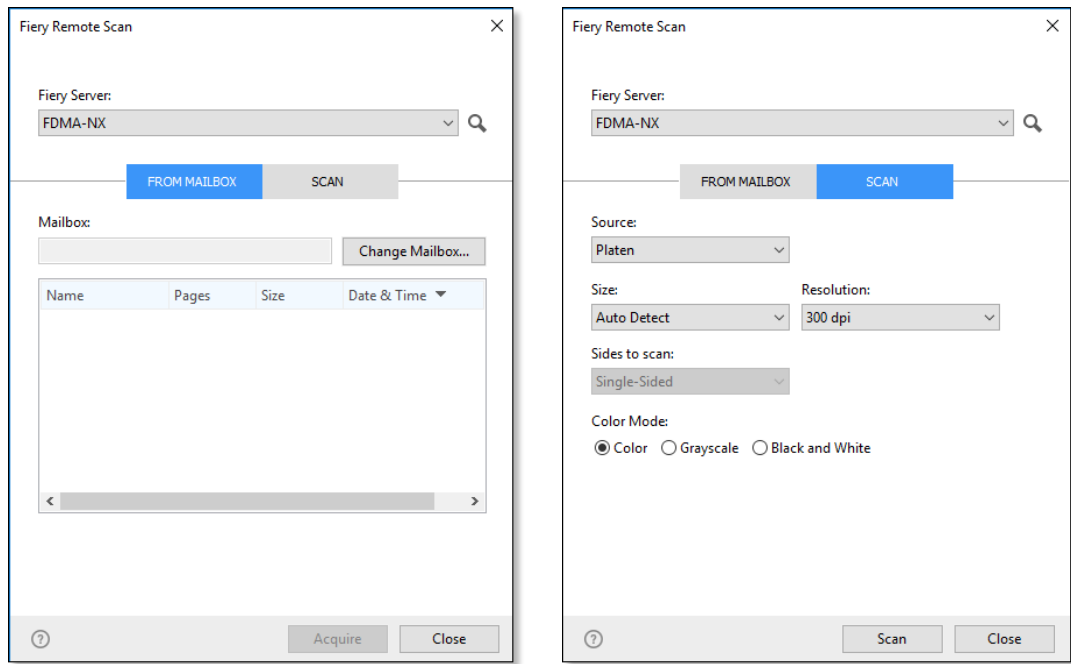 Fiery Remote Scan
Fiery Server:
FDMA-NX
FROM MAILBOX SCAN
Mailbox:
Change Mailbox...
Name Pages Size Date & Time
Acquire Close
Fiery Remote Scan
Fiery Server:
FDMA-NX
FROM MAILBOX SCAN
Source:
Platen
Size: Resolution:
Auto Detect 300 dpi
Sides to scan:
Single-Sided
Color Mode:
Color Grayscale Black and White
Scan Close